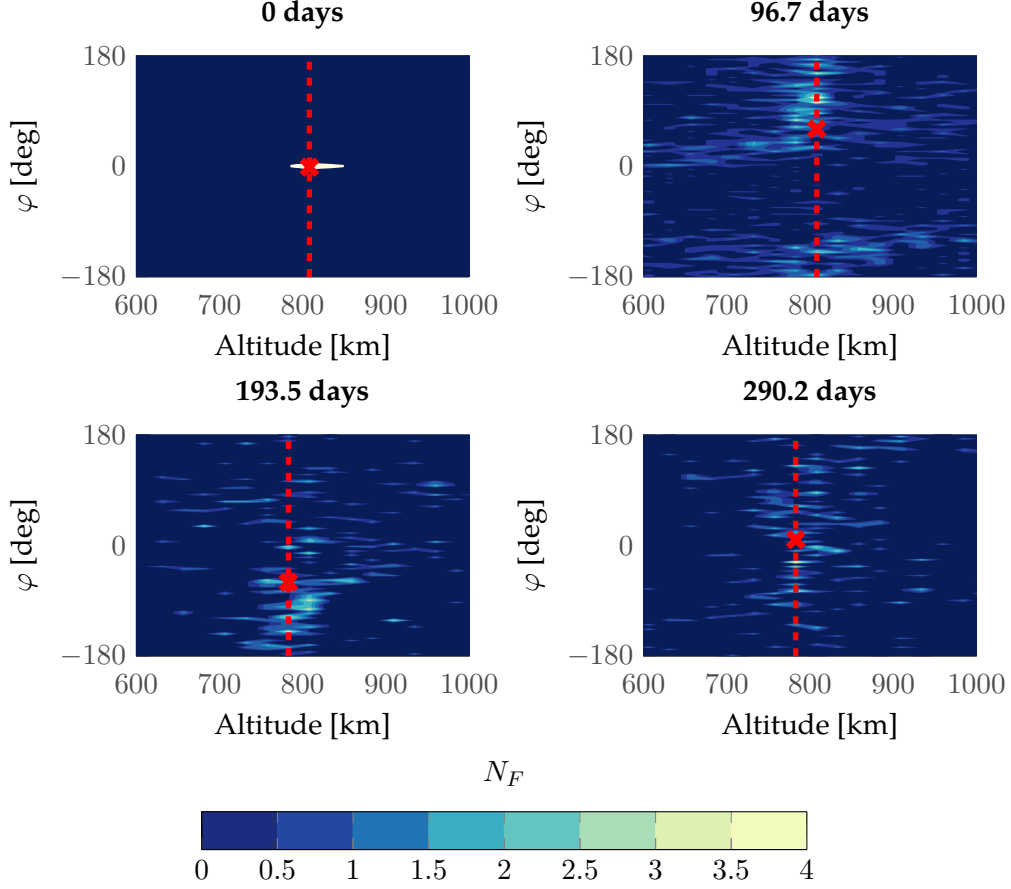 0 days
96.7 days
180
0
−180
φ [deg]
600 700 800 900 1000
Altitude [km]
180
0
−180
φ [deg]
600 700 800 900 1000
Altitude [km]
193.5 days
290.2 days
180
0
−180
φ [deg]
600 700 800 900 1000
Altitude [km]
180
0
−180
φ [deg]
600 700 800 900 1000
Altitude [km]
N_F
0 0.5 1 1.5 2 2.5 3 3.5 4